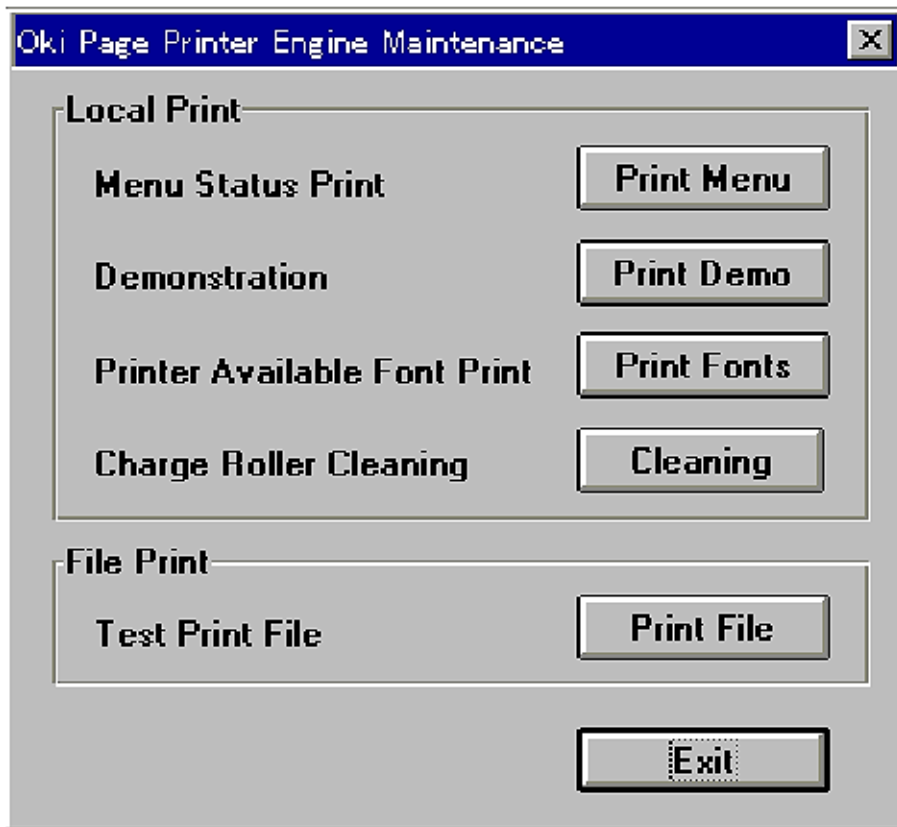 Oki Page Printer Engine Maintenance
Local Print
Menu Status Print Print Menu
Demonstration Print Demo
Printer Available Font Print Print Fonts
Charge Roller Cleaning Cleaning
File Print
Test Print File Print File
Exit